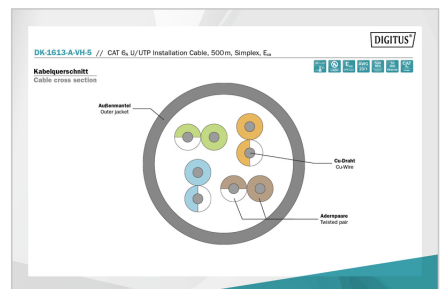 DIGITUS®
DK-1613-A-VH-5 // CAT 6A U/UTP Installation Cable, 500m, Simplex, Eca
Kabelquerschnitt
Cable cross section
Außenmantel
Outer jacket
Cu-Draht
Cu-Wire
Aderspaare
Twisted pair